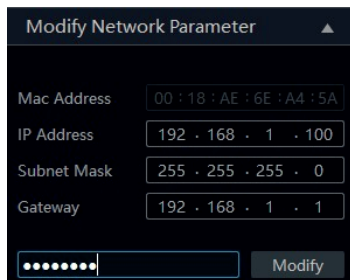 Modify Network Parameter ▲
Mac Address 00 : 18 : AE : 6E : A4 : 5A
IP Address 192 . 168 . 1 . 100
Subnet Mask 255 . 255 . 255 . 0
Gateway 192 . 168 . 1 . 1
●●●●●●●● Modify